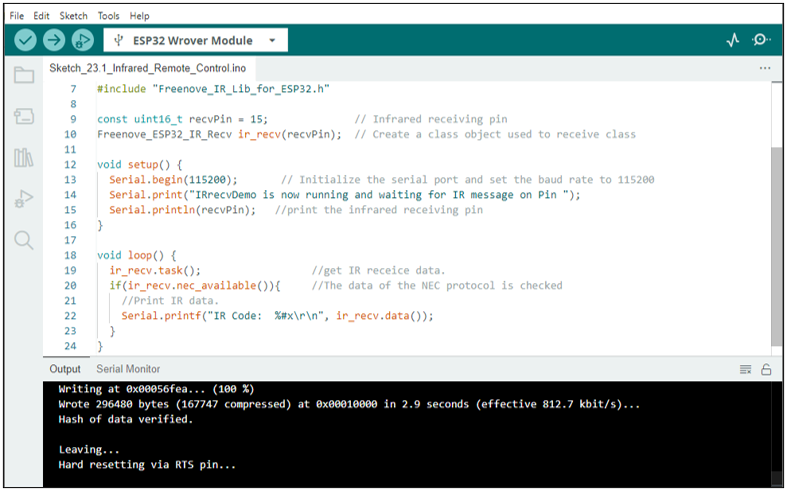 File Edit Sketch Tools Help
ESP32 Wrover Module
Sketch_23.1_Infrared_Remote_Control.ino
7 #include "Freenove_IR_Lib_for_ESP32.h"
8
9 const uint16_t recvPin = 15; // Infrared receiving pin
10 Freenove_ESP32_IR_Recv ir_recv(recvPin); // Create a class object used to receive class
11
12 void setup() {
13 Serial.begin(115200); // Initialize the serial port and set the baud rate to 115200
14 Serial.print("IRrecvDemo is now running and waiting for IR message on Pin ");
15 Serial.println(recvPin); //print the infrared receiving pin
16 }
17
18 void loop() {
19 ir_recv.task(); //get IR receice data.
20 if(ir_recv.nec_available()){ //The data of the NEC protocol is checked
21 //Print IR data.
22 Serial.printf("IR Code: %#x\r\n", ir_recv.data());
23 }
24 }
Output Serial Monitor
Writing at 0x00056fea... (100 %)
Wrote 296480 bytes (167747 compressed) at 0x00010000 in 2.9 seconds (effective 812.7 kbit/s)...
Hash of data verified.
Leaving...
Hard resetting via RTS pin...